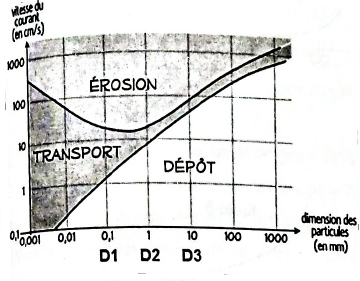 vitesse du
courant
(en cm/s)
1000
100
10
1
0,1
ÉROSION
TRANSPORT
DÉPÔT
0,001 0,01 0,1 1 10 100 1000
dimension des
particules
(en mm)
D1 D2 D3